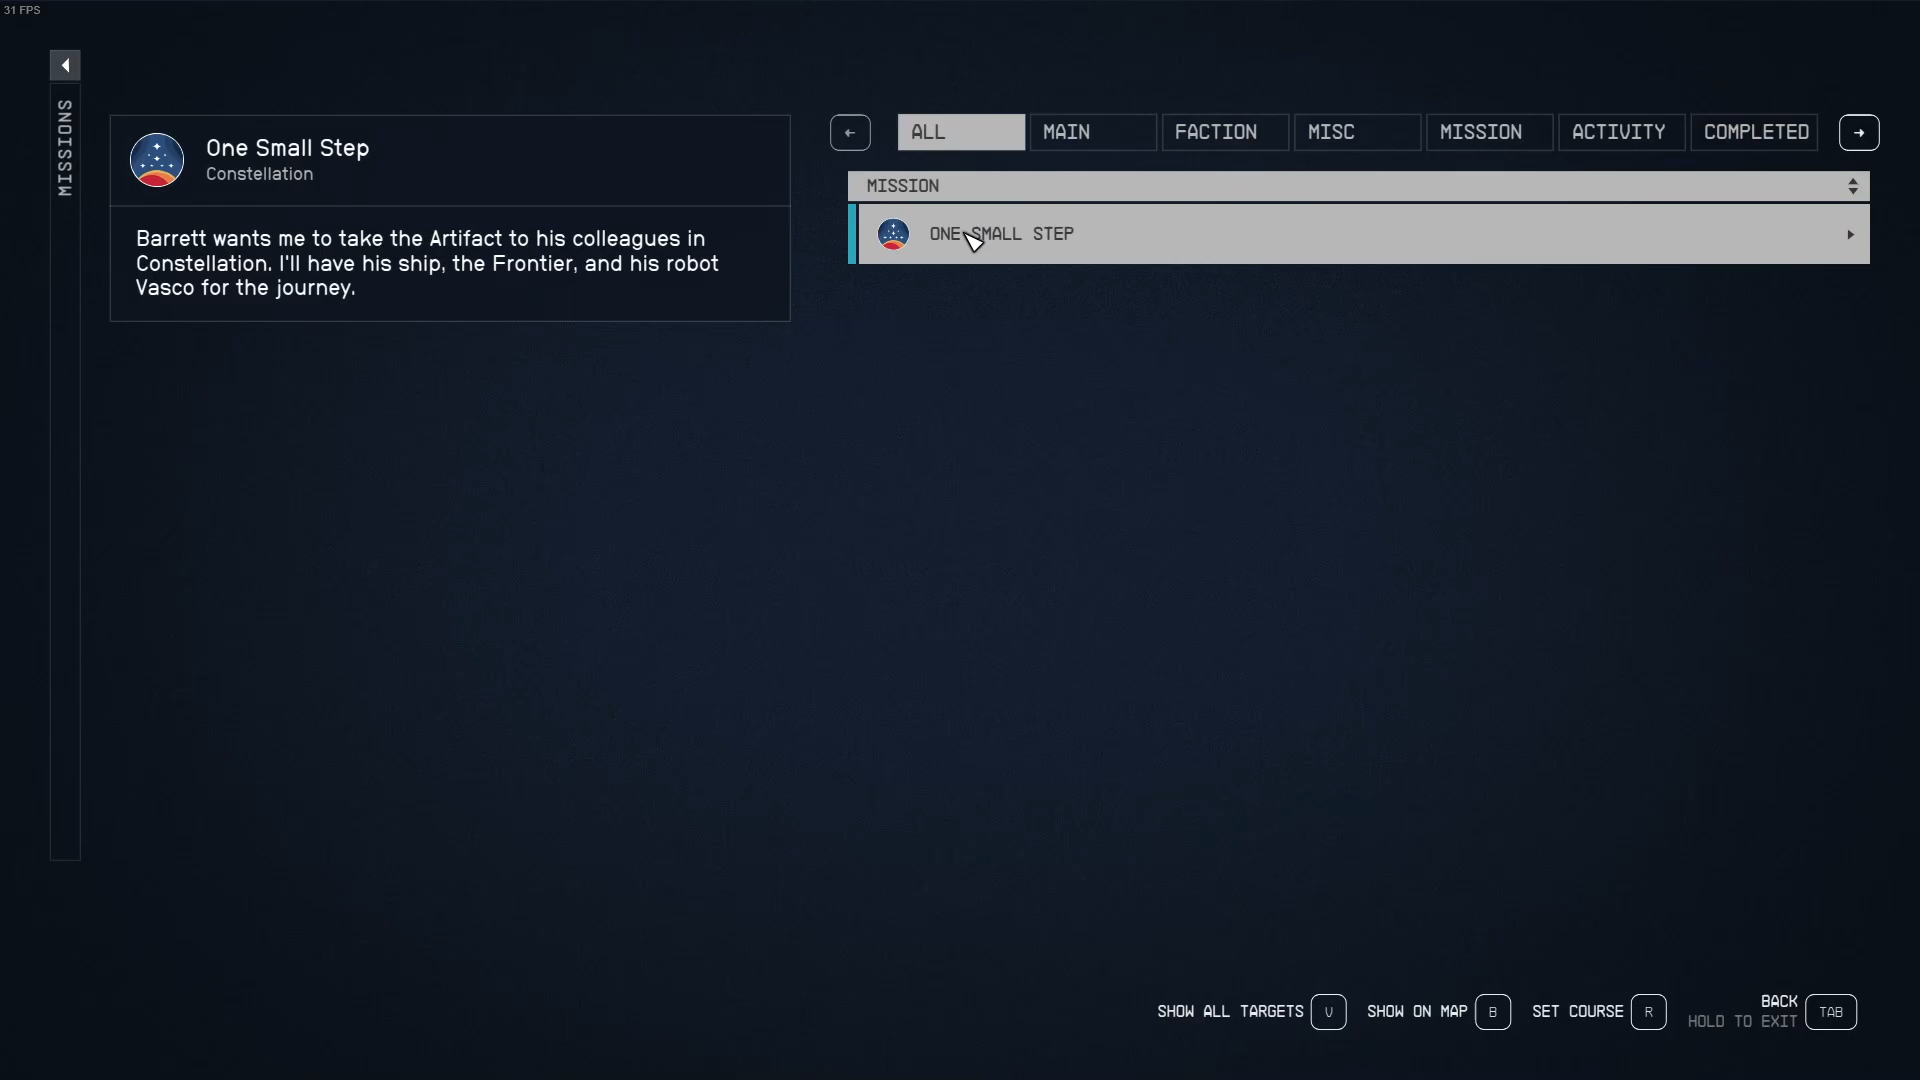 31 FPS
MISSIONS
One Small Step
Constellation
Barrett wants me to take the Artifact to his colleagues in
Constellation. I'll have his ship, the Frontier, and his robot
Vasco for the journey.
ALL MAIN FACTION MISC MISSION ACTIVITY COMPLETED
MISSION
ONE SMALL STEP
SHOW ALL TARGETS V SHOW ON MAP B SET COURSE R BACK TAB
HOLD TO EXIT